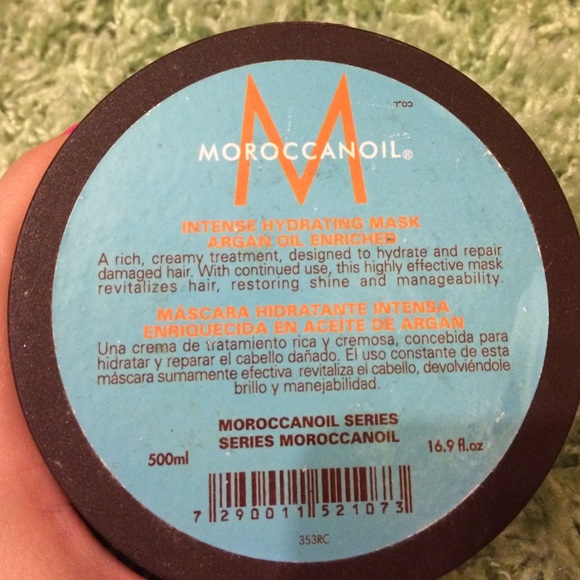 M
MOROCCANOIL®
INTENSE HYDRATING MASK
ARGAN OIL ENRICHED
A rich, creamy treatment, designed to hydrate and repair
damaged hair. With continued use, this highly effective mask
revitalizes hair, restoring shine and manageability.
MÁSCARA HIDRATANTE INTENSA
ENRIQUECIDA EN ACEITE DE ARGAN
Una crema de tratamiento rica y cremosa, concebida para
hidratar y reparar el cabello dañado. El uso constante de esta
máscara sumamente efectiva revitaliza el cabello, devolviéndole
brillo y manejabilidad.
MOROCCANOIL SERIES
SERIES MOROCCANOIL
500ml
16.9 fl.oz
7 290011 521073
353RC